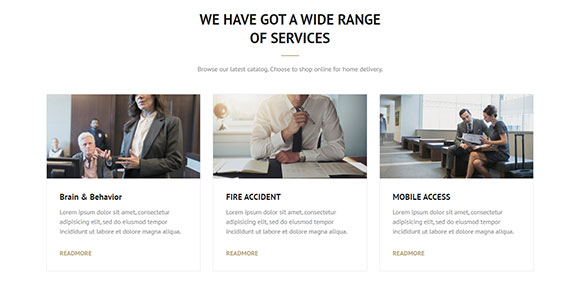 WE HAVE GOT A WIDE RANGE
OF SERVICES
Browse our latest catalog. Choose to shop online for home delivery.
Brain & Behavior
Lorem ipsum dolor sit amet, consectetur
adipisicing elit, sed do eiusmod tempor
incididunt ut labore et dolore magna aliqua.
READMORE
FIRE ACCIDENT
Lorem ipsum dolor sit amet, consectetur
adipisicing elit, sed do eiusmod tempor
incididunt ut labore et dolore magna aliqua.
READMORE
MOBILE ACCESS
Lorem ipsum dolor sit amet, consectetur
adipisicing elit, sed do eiusmod tempor
incididunt ut labore et dolore magna aliqua.
READMORE